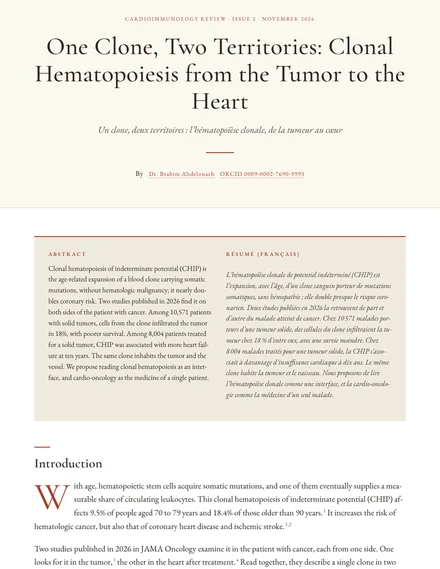 CARDIOIMMUNOLOGY REVIEW · ISSUE 2 · NOVEMBER 2026
One Clone, Two Territories: Clonal
Hematopoiesis from the Tumor to the
Heart
Un clone, deux territoires : l'hématopoïèse clonale, de la tumeur au cœur
By Dr. Brahim Abdelouaeb ORCID 0009-0002-7690-9993
ABSTRACT
Clonal hematopoiesis of indeterminate potential (CHIP) is
the age-related expansion of a blood clone carrying somatic
mutations, without hematologic malignancy; it nearly dou-
bles coronary risk. Two studies published in 2026 find it on
both sides of the patient with cancer. Among 10,571 patients
with solid tumors, cells from the clone infiltrated the tumor
in 18%, with poorer survival. Among 8,004 patients treated
for a solid tumor, CHIP was associated with more heart fail-
ure at ten years. The same clone inhabits the tumor and the
vessel. We propose reading clonal hematopoiesis as an inter-
face, and cardio-oncology as the medicine of a single patient.
RÉSUMÉ (FRANÇAIS)
L'hématopoïèse clonale de potentiel indéterminé (CHIP) est
l'expansion, avec l'âge, d'un clone sanguin porteur de mutations
somatiques, sans hémopathie : elle double presque le risque coro-
narien. Deux études publiées en 2026 la retrouvent de part et
d'autre du malade atteint de cancer. Chez 10 571 malades por-
teurs d'une tumeur solide, des cellules du clone infiltraient la tu-
meur chez 18 % d'entre eux, avec une survie moindre. Chez
8 004 malades traités pour une tumeur solide, la CHIP s'asso-
ciait à davantage d'insuffisance cardiaque à dix ans. Le même
clone habite la tumeur et le vaisseau. Nous proposons de lire
l'hématopoïèse clonale comme une interface, et la cardio-oncolo-
gie comme la médecine d'un seul malade.
Introduction
With age, hematopoietic stem cells acquire somatic mutations, and one of them eventually supplies a mea-
surable share of circulating leukocytes. This clonal hematopoiesis of indeterminate potential (CHIP) af-
fects 9.5% of people aged 70 to 79 years and 18.4% of those older than 90 years.1 It increases the risk of
hematologic cancer, but also that of coronary heart disease and ischemic stroke.1,2
Two studies published in 2026 in JAMA Oncology examine it in the patient with cancer, each from one side. One
looks for it in the tumor,3 the other in the heart after treatment.4 Read together, they describe a single clone in two